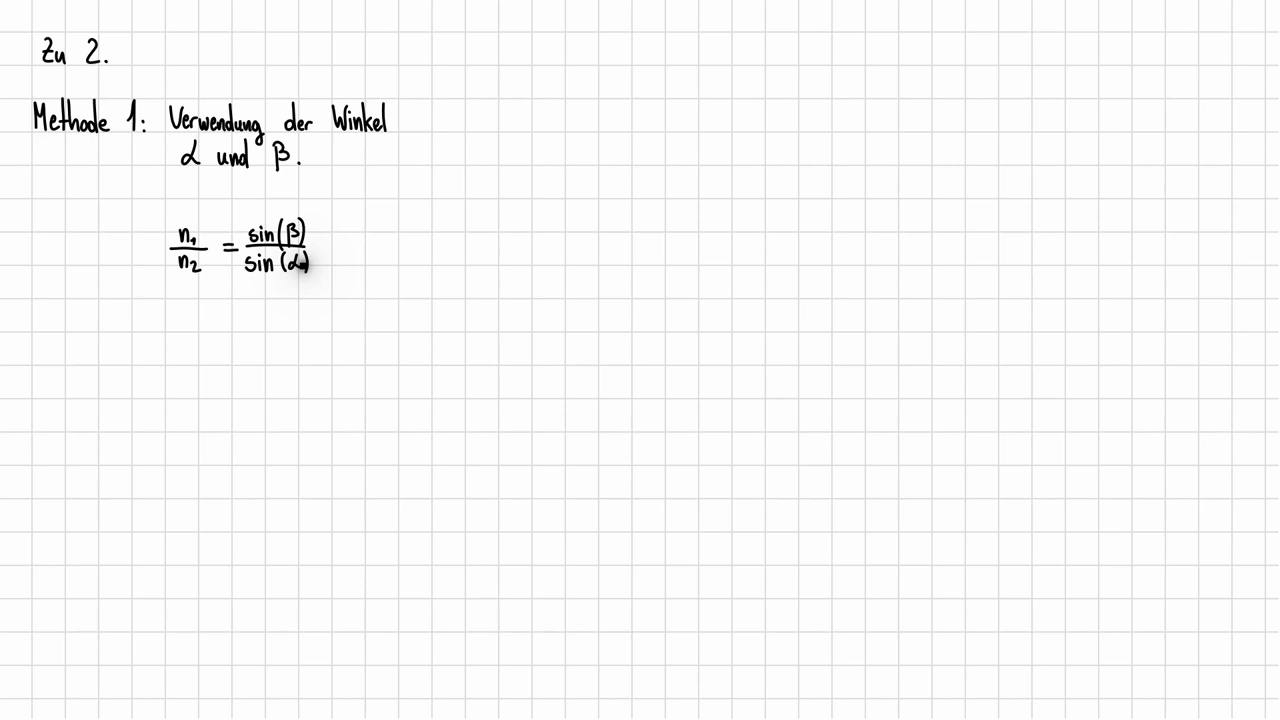 Zu 2.
Methode 1: Verwendung der Winkel
α und β.
n₁/n₂ = sin(β)/sin(α)